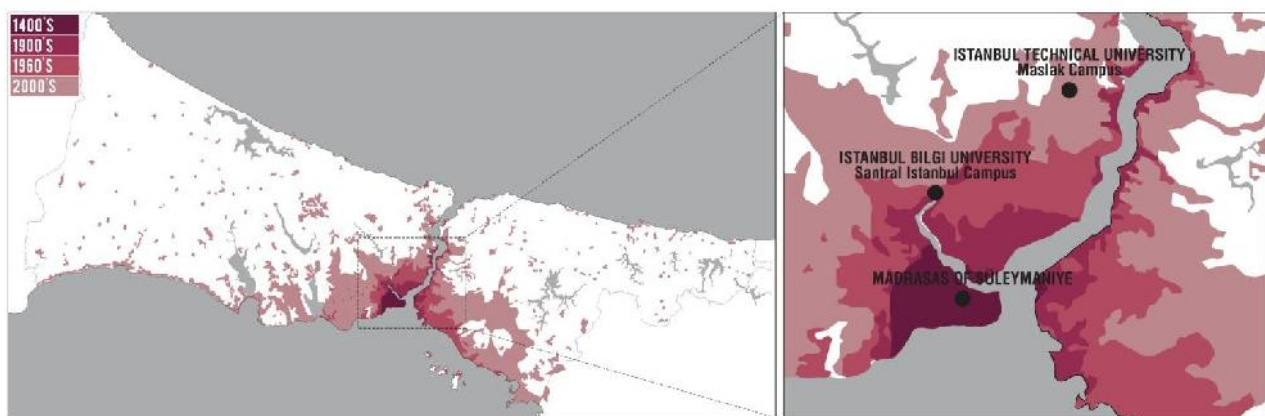 1400'S
1900'S
1960'S
2000'S
ISTANBUL TECHNICAL UNIVERSITY
Maslak Campus
ISTANBUL BILGI UNIVERSITY
Santral Istanbul Campus
MADRASAS OF SULEYMANIYE